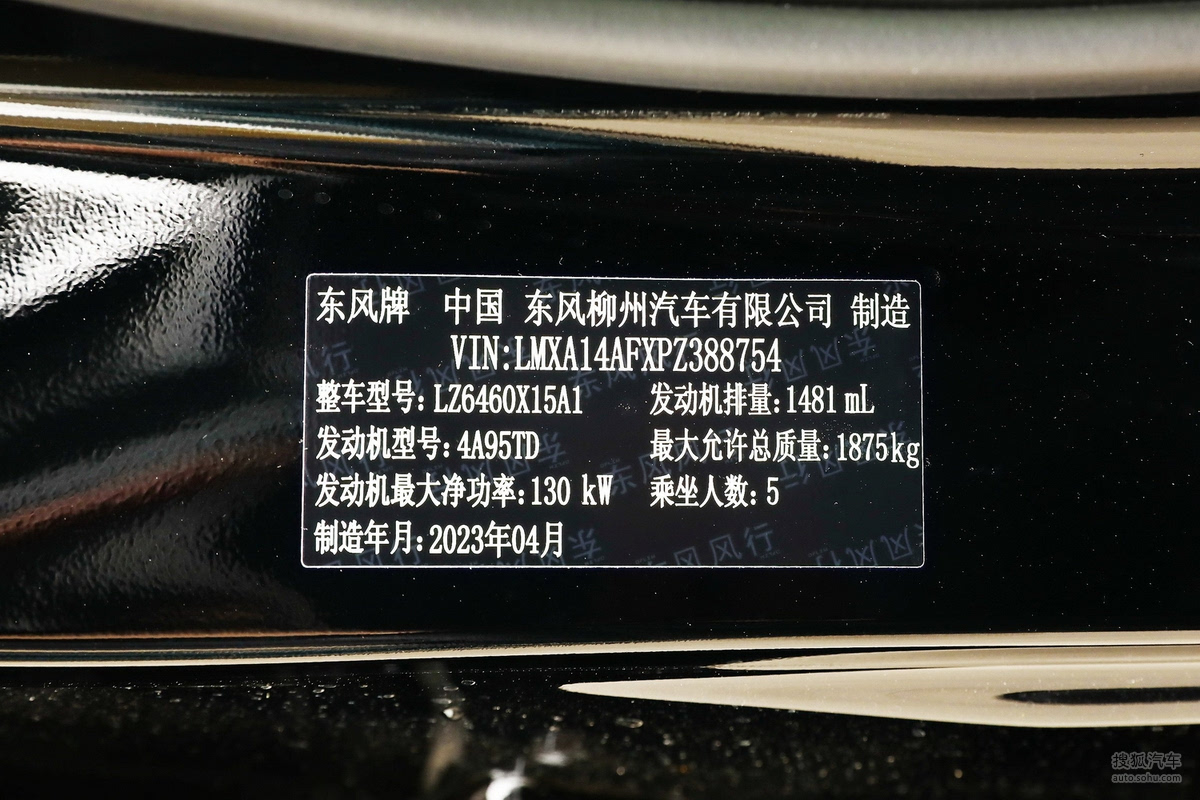 东风牌 中国 东风柳州汽车有限公司 制造
VIN:LMXA14AFXPZ388754
整车型号:LZ6460X15A1 发动机排量:1481 mL
发动机型号:4A95TD 最大允许总质量:1875kg
发动机最大净功率:130 kW 乘坐人数:5
制造年月:2023年04月
东风风行
搜狐汽车
auto.sohu.com